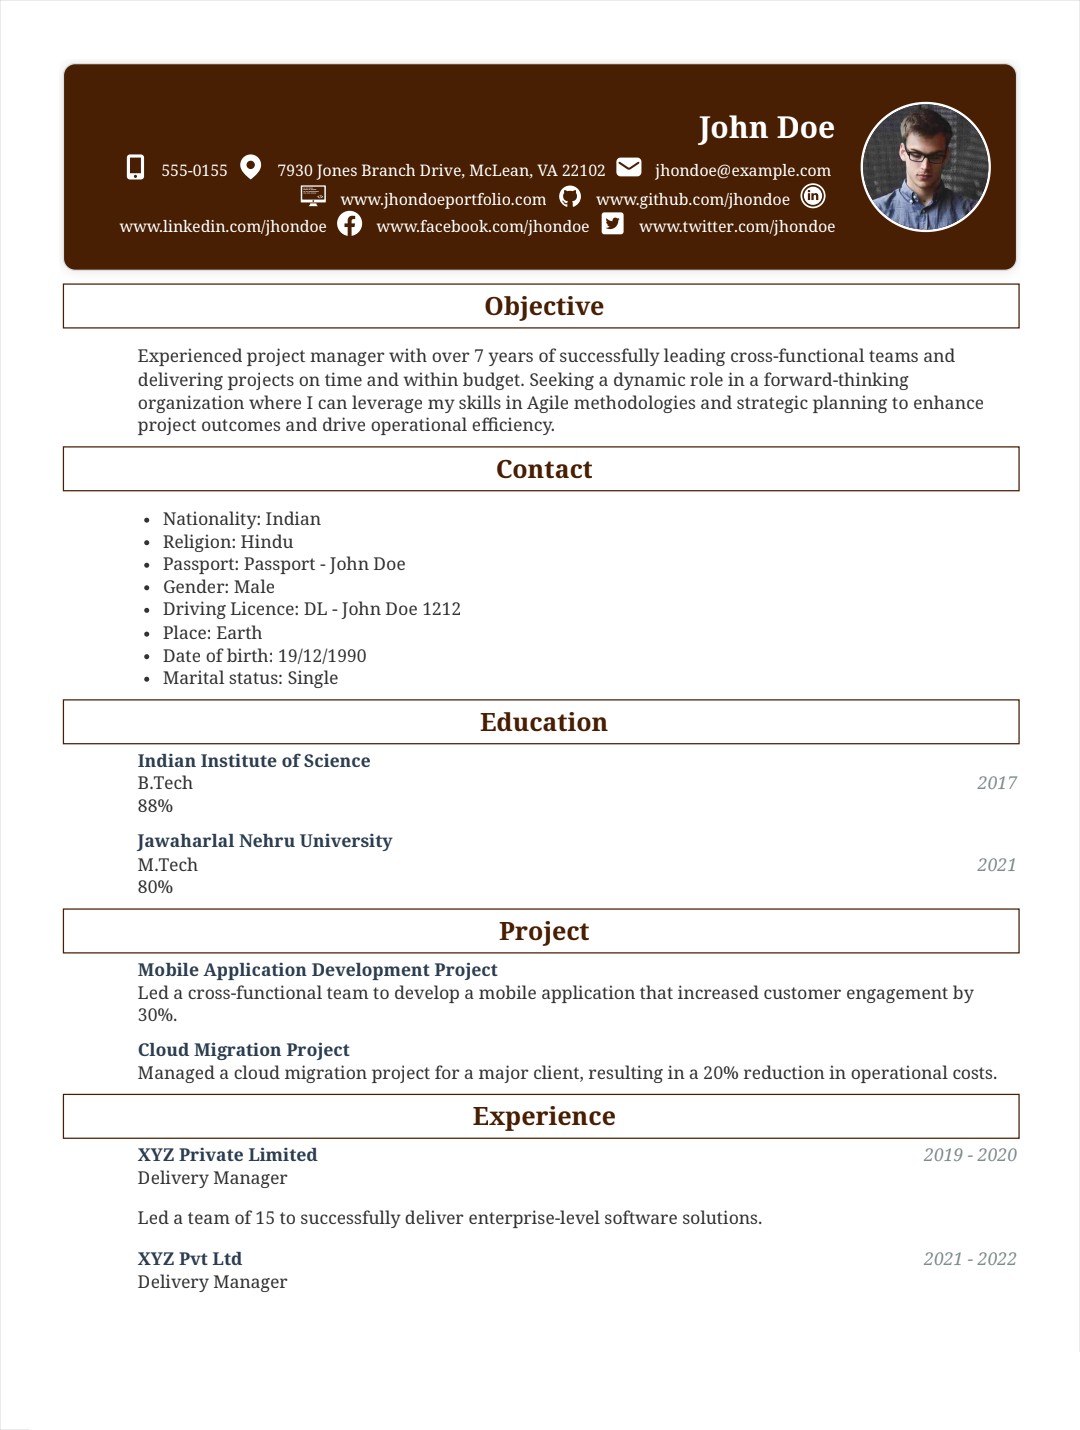 John Doe
555-0155 7930 Jones Branch Drive, McLean, VA 22102 jhondoe@example.com
www.jhondoeportfolio.com www.github.com/jhondoe
www.linkedin.com/jhondoe www.facebook.com/jhondoe www.twitter.com/jhondoe
Objective
Experienced project manager with over 7 years of successfully leading cross-functional teams and
delivering projects on time and within budget. Seeking a dynamic role in a forward-thinking
organization where I can leverage my skills in Agile methodologies and strategic planning to enhance
project outcomes and drive operational efficiency.
Contact
• Nationality: Indian
• Religion: Hindu
• Passport: Passport - John Doe
• Gender: Male
• Driving Licence: DL - John Doe 1212
• Place: Earth
• Date of birth: 19/12/1990
• Marital status: Single
Education
Indian Institute of Science
B.Tech 2017
88%
Jawaharlal Nehru University
M.Tech 2021
80%
Project
Mobile Application Development Project
Led a cross-functional team to develop a mobile application that increased customer engagement by
30%.
Cloud Migration Project
Managed a cloud migration project for a major client, resulting in a 20% reduction in operational costs.
Experience
XYZ Private Limited 2019 - 2020
Delivery Manager
Led a team of 15 to successfully deliver enterprise-level software solutions.
XYZ Pvt Ltd 2021 - 2022
Delivery Manager